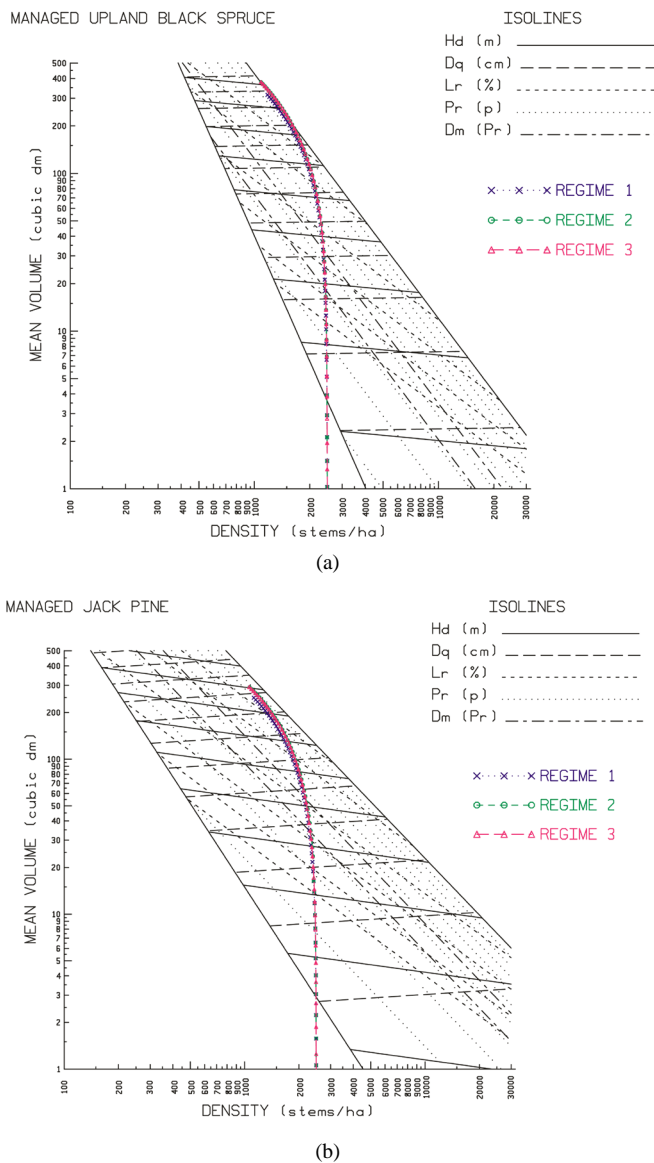 MANAGED UPLAND BLACK SPRUCE
ISOLINES
Hd (m)
Dq (cm)
Lr (%)
Pr (p)
Dm (Pr)
REGIME 1
REGIME 2
REGIME 3
MEAN VOLUME (cubic dm)
500
400
300
200
100
90
80
70
60
50
40
30
20
10
9
8
7
6
5
4
3
2
1
100 200 300 400 500 600 700 800 900 1000 2000 3000 4000 5000 6000 7000 8000 9000 10000 20000 30000
DENSITY (stems/ha)
(a)
MANAGED JACK PINE
ISOLINES
Hd (m)
Dq (cm)
Lr (%)
Pr (p)
Dm (Pr)
REGIME 1
REGIME 2
REGIME 3
MEAN VOLUME (cubic dm)
500
400
300
200
100
90
80
70
60
50
40
30
20
10
9
8
7
6
5
4
3
2
1
100 200 300 400 500 600 700 800 900 1000 2000 3000 4000 5000 6000 7000 8000 9000 10000 20000 30000
DENSITY (stems/ha)
(b)